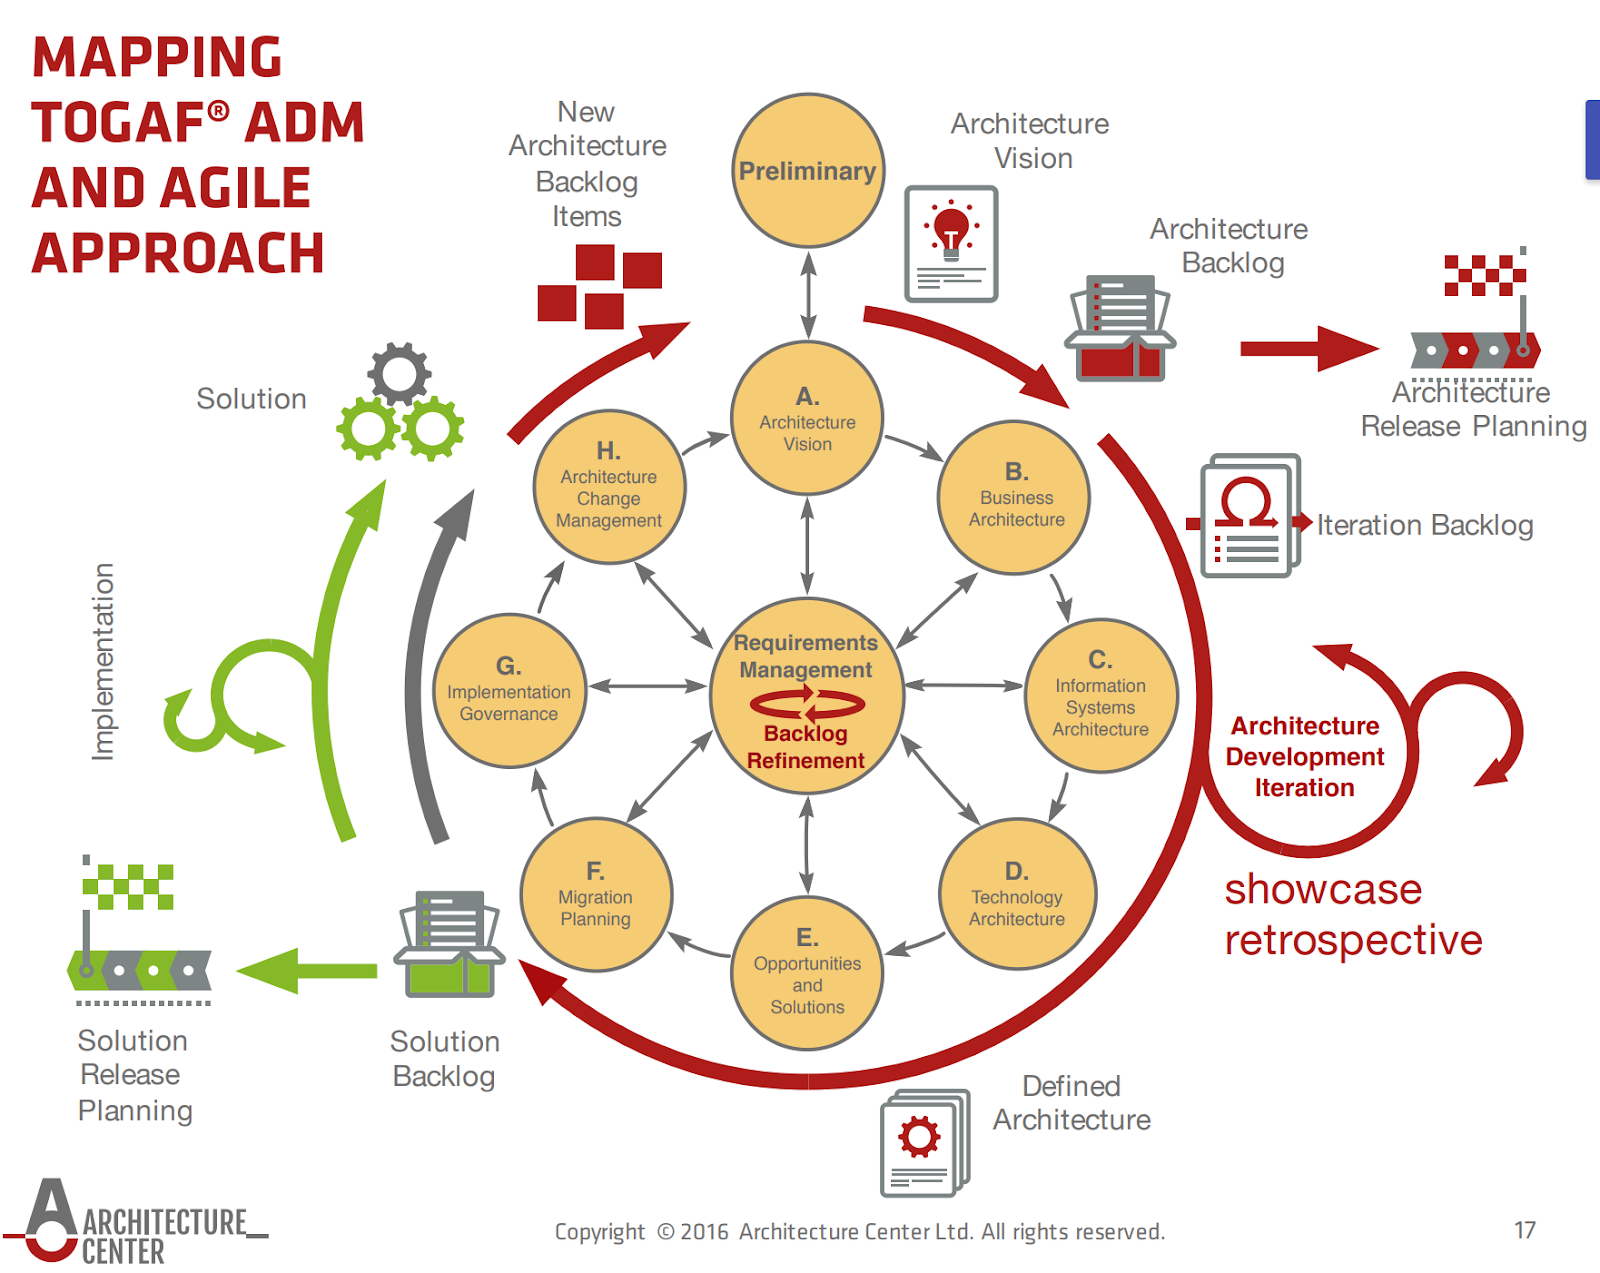 MAPPING
TOGAF® ADM
AND AGILE
APPROACH
New
Architecture
Backlog
Items
Preliminary
Architecture
Vision
Architecture
Backlog
Architecture
Release Planning
Solution
A.
Architecture
Vision
H.
Architecture
Change
Management
B.
Business
Architecture
Iteration Backlog
Implementation
Requirements
Management
Backlog
Refinement
G.
Implementation
Governance
C.
Information
Systems
Architecture
Architecture
Development
Iteration
showcase
retrospective
F.
Migration
Planning
D.
Technology
Architecture
E.
Opportunities
and
Solutions
Solution
Release
Planning
Solution
Backlog
Defined
Architecture
ARCHITECTURE
CENTER
Copyright © 2016 Architecture Center Ltd. All rights reserved.
17